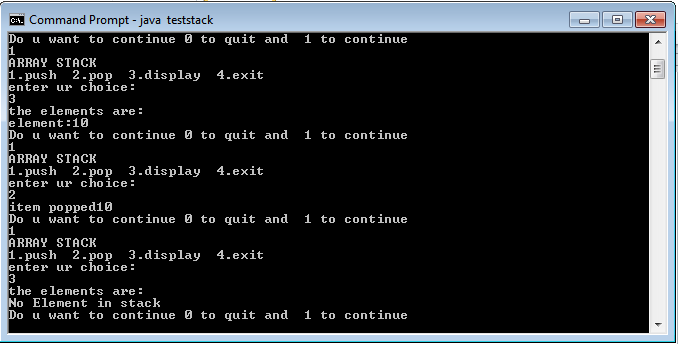 Command Prompt - java  teststack
Do u want to continue 0 to quit and  1 to continue
1
ARRAY STACK
1.push  2.pop  3.display  4.exit
enter ur choice:
3
the elements are:
element:10
Do u want to continue 0 to quit and  1 to continue
1
ARRAY STACK
1.push  2.pop  3.display  4.exit
enter ur choice:
2
item popped10
Do u want to continue 0 to quit and  1 to continue
1
ARRAY STACK
1.push  2.pop  3.display  4.exit
enter ur choice:
3
the elements are:
No Element in stack
Do u want to continue 0 to quit and  1 to continue